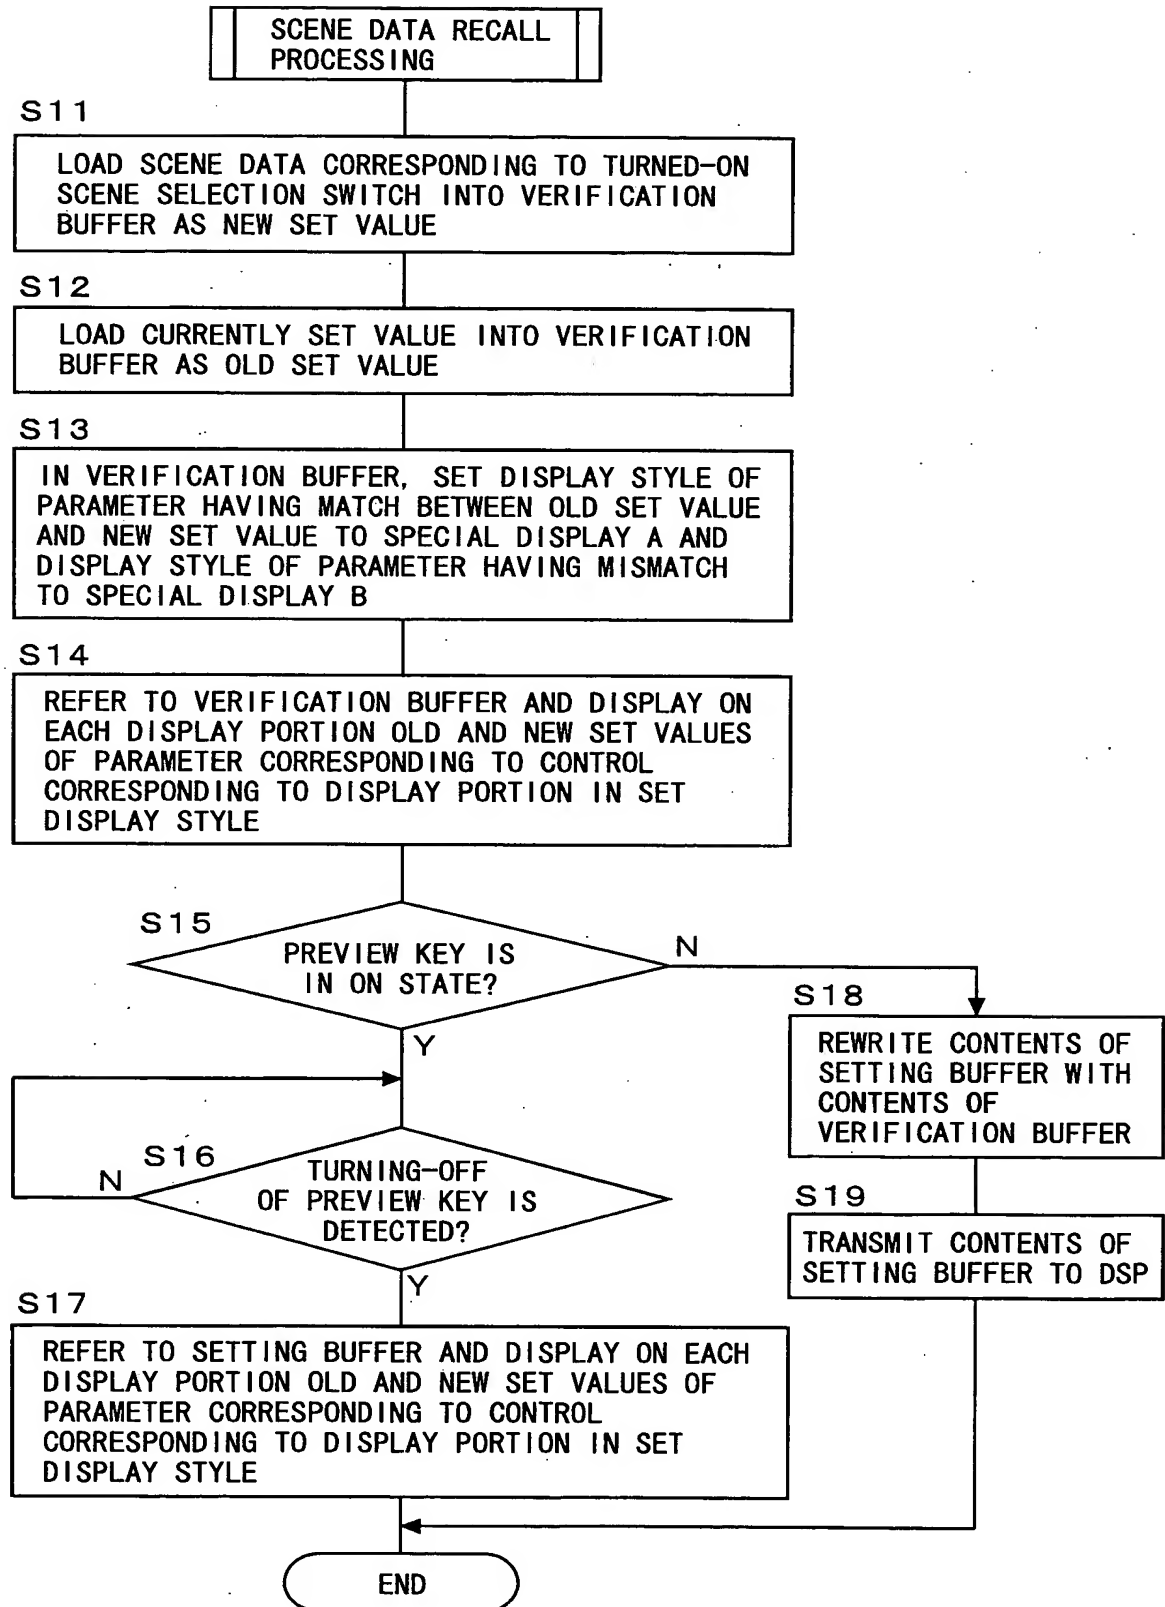 SCENE DATA RECALL
PROCESSING
S11
LOAD SCENE DATA CORRESPONDING TO TURNED-ON
SCENE SELECTION SWITCH INTO VERIFICATION
BUFFER AS NEW SET VALUE
S12
LOAD CURRENTLY SET VALUE INTO VERIFICATION
BUFFER AS OLD SET VALUE
S13
IN VERIFICATION BUFFER, SET DISPLAY STYLE OF
PARAMETER HAVING MATCH BETWEEN OLD SET VALUE
AND NEW SET VALUE TO SPECIAL DISPLAY A AND
DISPLAY STYLE OF PARAMETER HAVING MISMATCH
TO SPECIAL DISPLAY B
S14
REFER TO VERIFICATION BUFFER AND DISPLAY ON
EACH DISPLAY PORTION OLD AND NEW SET VALUES
OF PARAMETER CORRESPONDING TO CONTROL
CORRESPONDING TO DISPLAY PORTION IN SET
DISPLAY STYLE
S15
PREVIEW KEY IS
IN ON STATE?
N
Y
S18
REWRITE CONTENTS OF
SETTING BUFFER WITH
CONTENTS OF
VERIFICATION BUFFER
S16
N
TURNING-OFF
OF PREVIEW KEY IS
DETECTED?
Y
S19
TRANSMIT CONTENTS OF
SETTING BUFFER TO DSP
S17
REFER TO SETTING BUFFER AND DISPLAY ON EACH
DISPLAY PORTION OLD AND NEW SET VALUES OF
PARAMETER CORRESPONDING TO CONTROL
CORRESPONDING TO DISPLAY PORTION IN SET
DISPLAY STYLE
END